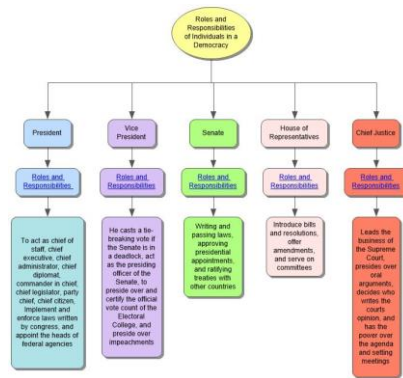 Roles and
Responsibilities
of Individuals in a
Democracy
President
Vice
President
Senate
House of
Representatives
Chief Justice
Roles and
Responsibilities
Roles and
Responsibilities
Roles and
Responsibilities
Roles and
Responsibilities
Roles and
Responsibilities
To act as chief of
staff, chief
executive, chief
administrator, chief
diplomat,
commander in chief,
chief legislator, party
chief, chief citizen,
Implement and
enforce laws written
by congress, and
appoint the heads of
federal agencies
He casts a tie-
breaking vote if
the Senate is in
a deadlock, act
as the presiding
officer of the
Senate, to
preside over and
certify the official
vote count of the
Electoral
College, and
preside over
impeachments
Writing and
passing laws,
approving
presidential
appointments, and
ratifying
treaties with
other countries
Introduce bills
and resolutions,
offer
amendments,
and serve on
committees
Leads the
business of the
Supreme Court,
presides over
oral arguments,
decides who
writes the
courts
opinion, and
has the
power over
the agenda
and setting
meetings